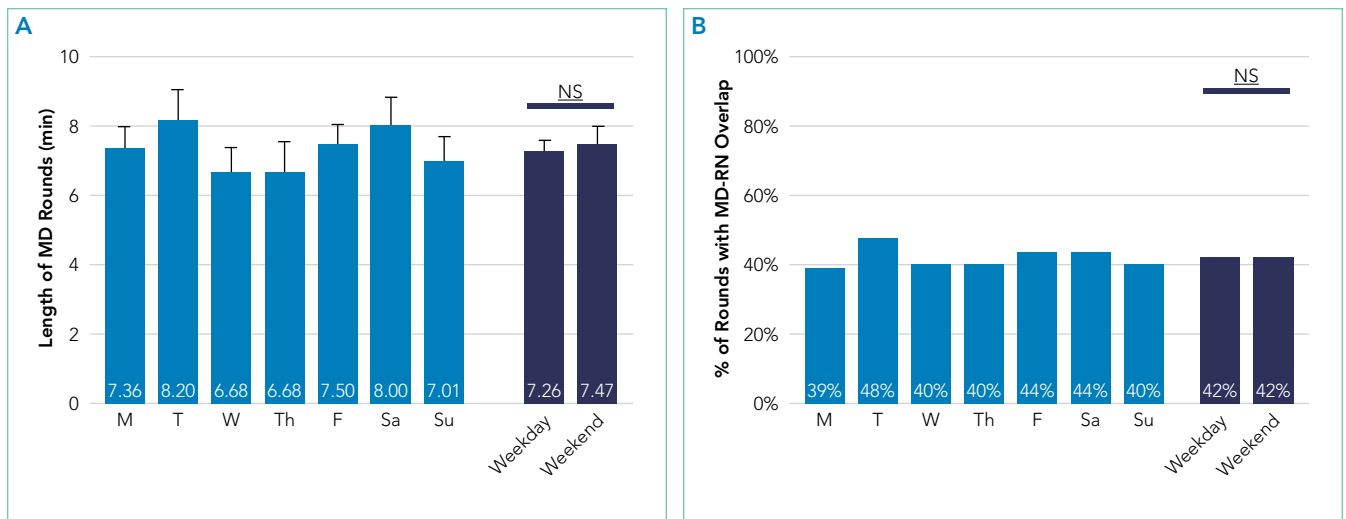 A
Length of MD Rounds (min)
10
8
6
4
2
0
NS
7.36 8.20 6.68 6.68 7.50 8.00 7.01 7.26 7.47
M T W Th F Sa Su Weekday Weekend
B
% of Rounds with MD-RN Overlap
100%
80%
60%
40%
20%
0%
NS
39% 48% 40% 40% 44% 44% 40% 42% 42%
M T W Th F Sa Su Weekday Weekend